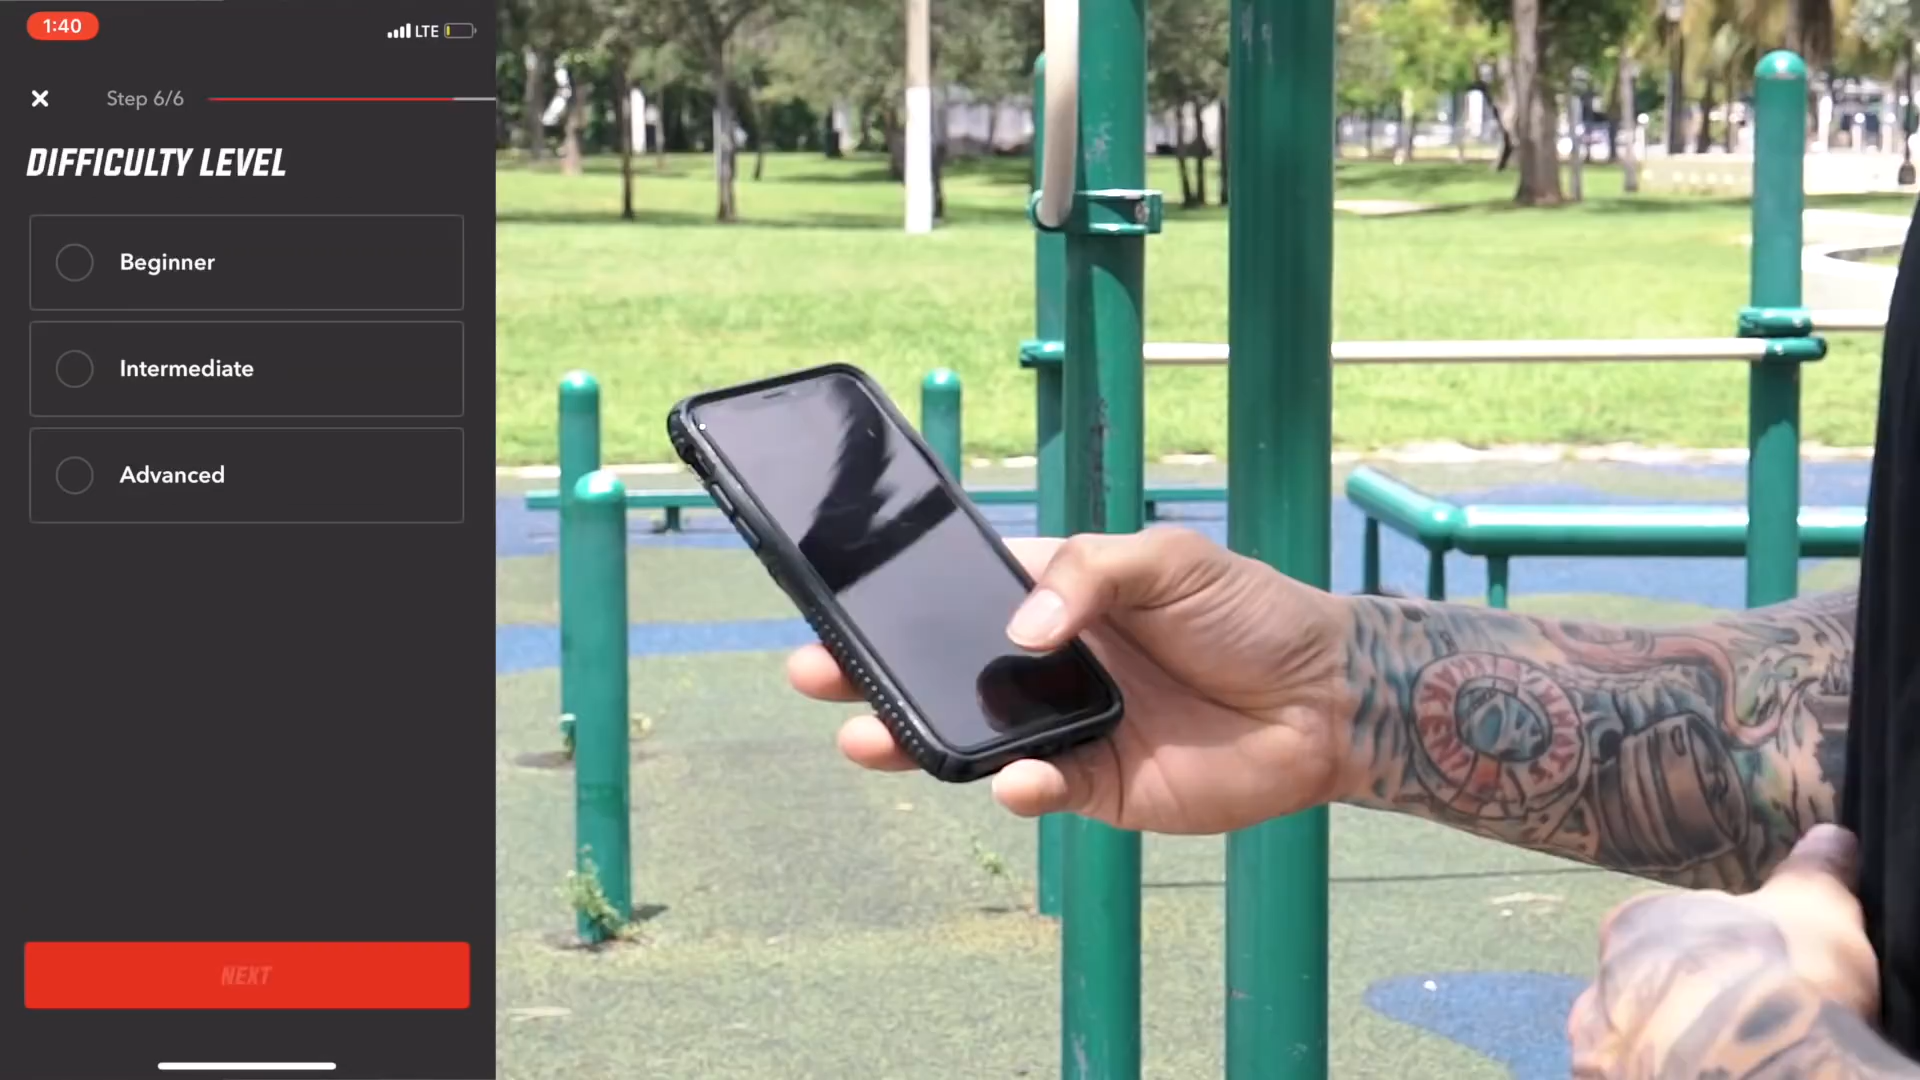 1:40
LTE
Step 6/6
DIFFICULTY LEVEL
Beginner
Intermediate
Advanced
NEXT